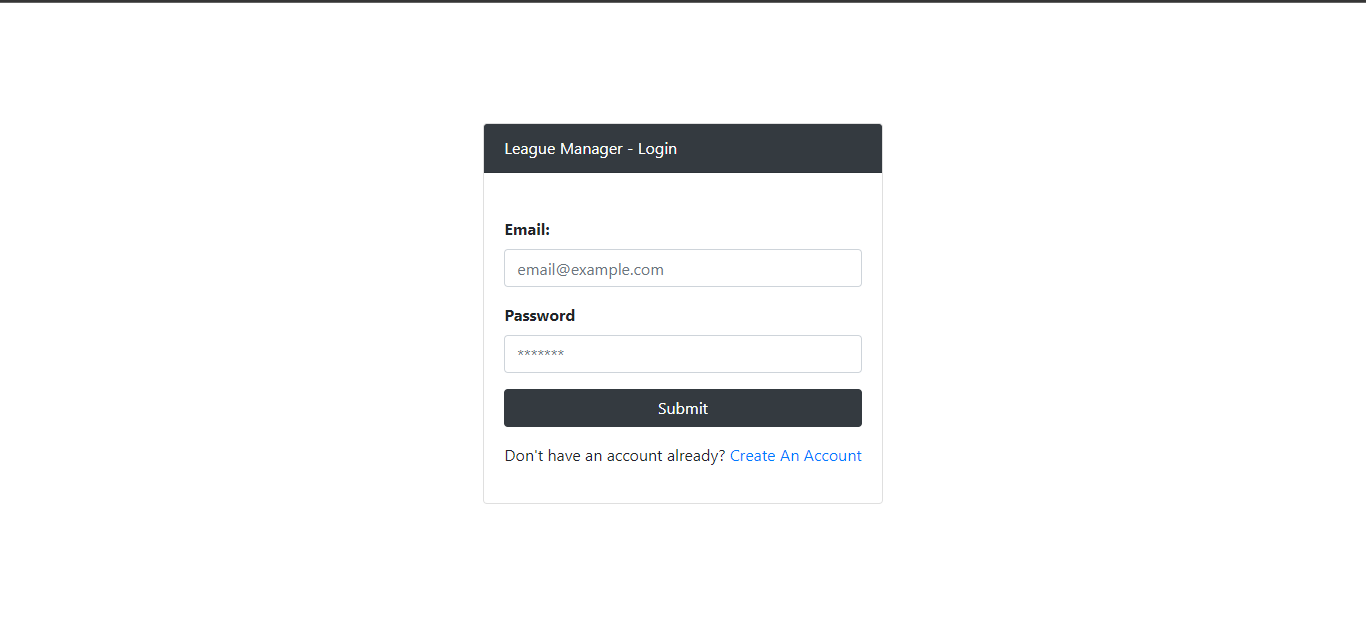 League Manager - Login
Email:
email@example.com
Password
*******
Submit
Don't have an account already? Create An Account